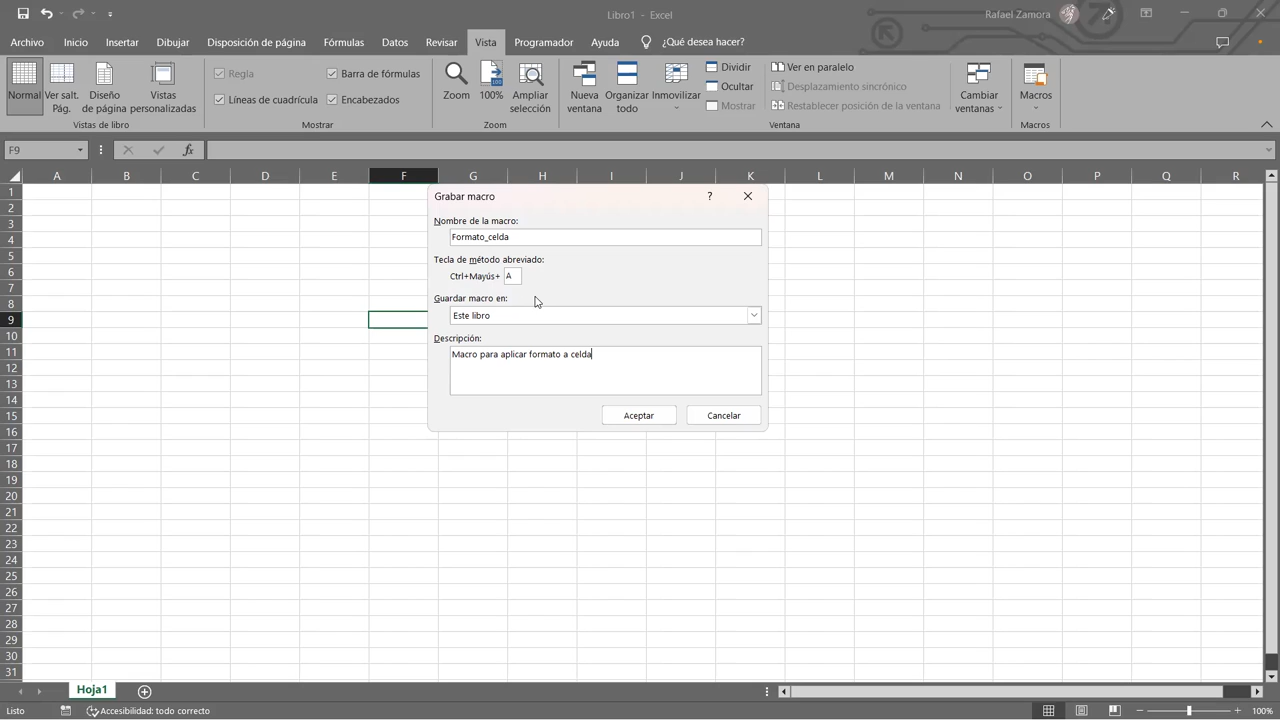 Libro1 - Excel
Rafael Zamora
Archivo Inicio Insertar Dibujar Disposición de página Fórmulas Datos Revisar Vista Programador Ayuda ¿Qué desea hacer?
Normal
Ver salt. Pág.
Diseño de página
Vistas personalizadas
Vistas de libro
Regla
Barra de fórmulas
Líneas de cuadrícula
Encabezados
Mostrar
Zoom
100
100%
Ampliar selección
Zoom
Nueva ventana
Organizar todo
Inmovilizar
Dividir
Ocultar
Mostrar
Ver en paralelo
Desplazamiento sincrónico
Restablecer posición de la ventana
Cambiar ventanas
Ventana
Macros
Macros
F9
fx
A B C D E F G H I J K L M N O P Q R
1
2
3
4
5
6
7
8
9
10
11
12
13
14
15
16
17
18
19
20
21
22
23
24
25
26
27
28
29
30
31
Grabar macro
?
Nombre de la macro:
Formato_celda
Tecla de método abreviado:
Ctrl+Mayús+ A
Guardar macro en:
Este libro
Descripción:
Macro para aplicar formato a celda
Aceptar Cancelar
Hoja1
Listo
Accesibilidad: todo correcto
100%